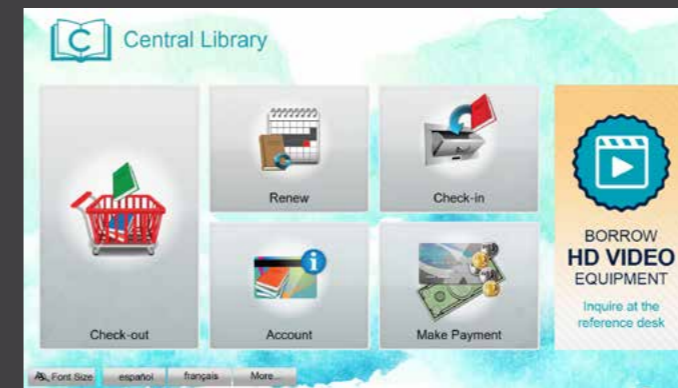 C Central Library
Renew
Check-in
Check-out
Account
Make Payment
BORROW
HD VIDEO
EQUIPMENT
Inquire at the
reference desk
Font Size español français More...